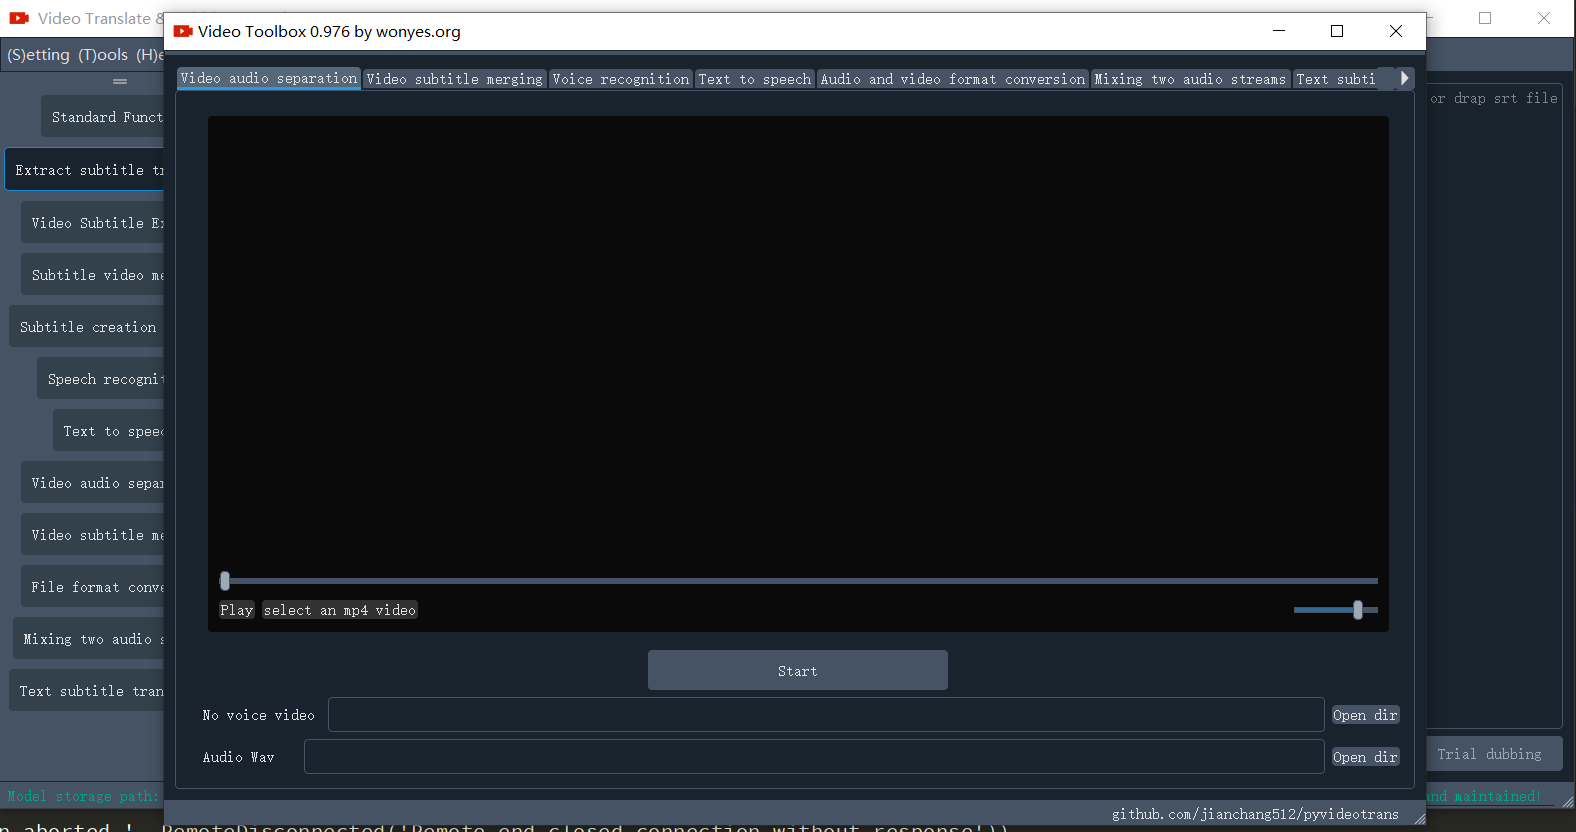 Video Translate &
Video Toolbox 0.976 by wonyes.org
(S)etting (T)ools
Video audio separation Video subtitle merging Voice recognition Text to speech Audio and video format conversion Mixing two audio streams Text subti
or drap srt file
Standard Funct
Extract subtitle
Video Subtitle
Subtitle video
Subtitle creation
Speech recognit
Text to speec
Video audio separ
Video subtitle
File format conve
Mixing two audio
Text subtitle tran
Play select an mp4 video
Start
No voice video Open dir
Audio Wav Open dir
Trial dubbing
Model storage path:
and maintained!
github.com/jianchang512/pyvideotrans
n aborted.', RemoteDisconnected('Remote end closed connection without response'))